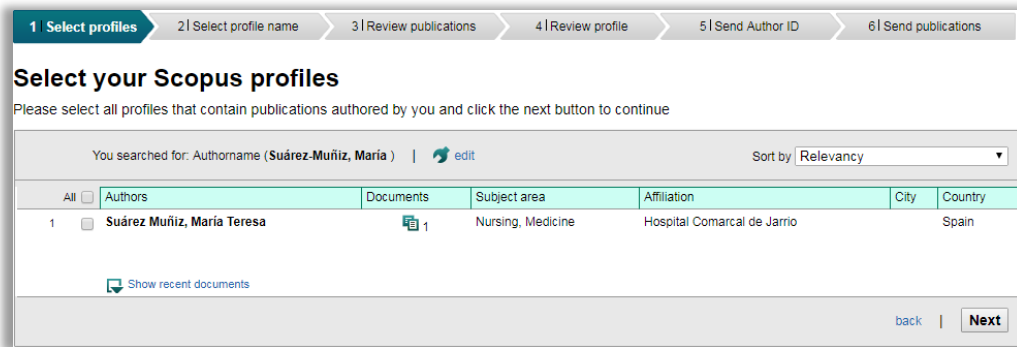 1 | Select profiles 2 | Select profile name 3 | Review publications 4 | Review profile 5 | Send Author ID 6 | Send publications
Select your Scopus profiles
Please select all profiles that contain publications authored by you and click the next button to continue
You searched for: Authorname (Suárez-Muñiz, María ) | edit Sort by Relevancy
All Authors Documents Subject area Affiliation City Country
1 Suárez Muñiz, María Teresa 1 Nursing, Medicine Hospital Comarcal de Jarrio Spain
Show recent documents
back | Next